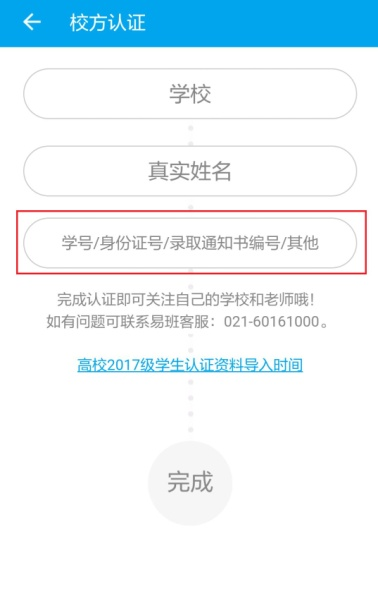 校方认证
学校
真实姓名
学号/身份证号/录取通知书编号/其他
完成认证即可关注自己的学校和老师哦！
如有问题可联系易班客服：021-60161000。
高校2017级学生认证资料导入时间
完成